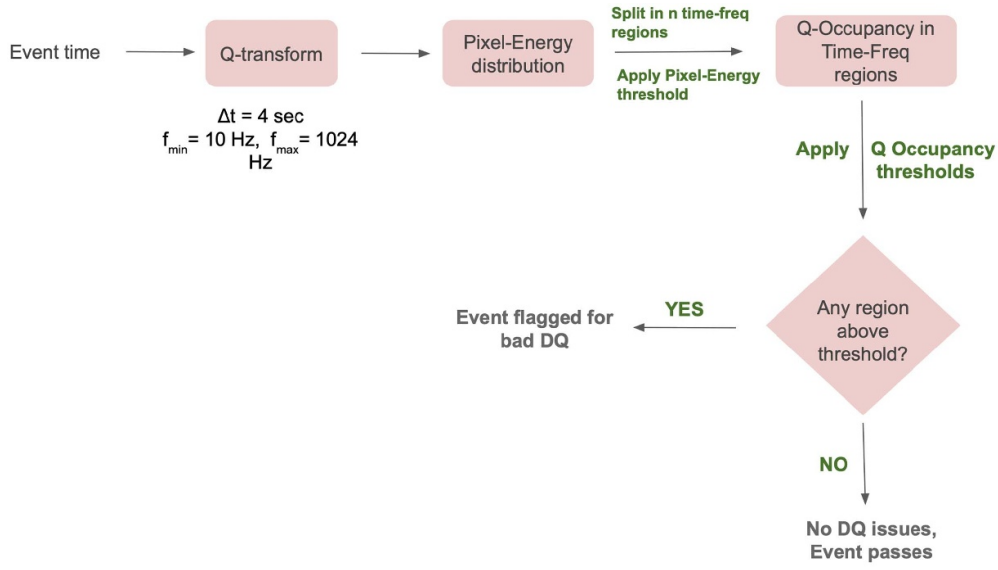 Event time
Q-transform
Δt = 4 sec
fmin= 10 Hz, fmax= 1024
Hz
Pixel-Energy
distribution
Split in n time-freq
regions
Apply Pixel-Energy
threshold
Q-Occupancy in
Time-Freq
regions
Apply
Q Occupancy
thresholds
Any region
above
threshold?
YES
Event flagged for
bad DQ
NO
No DQ issues,
Event passes